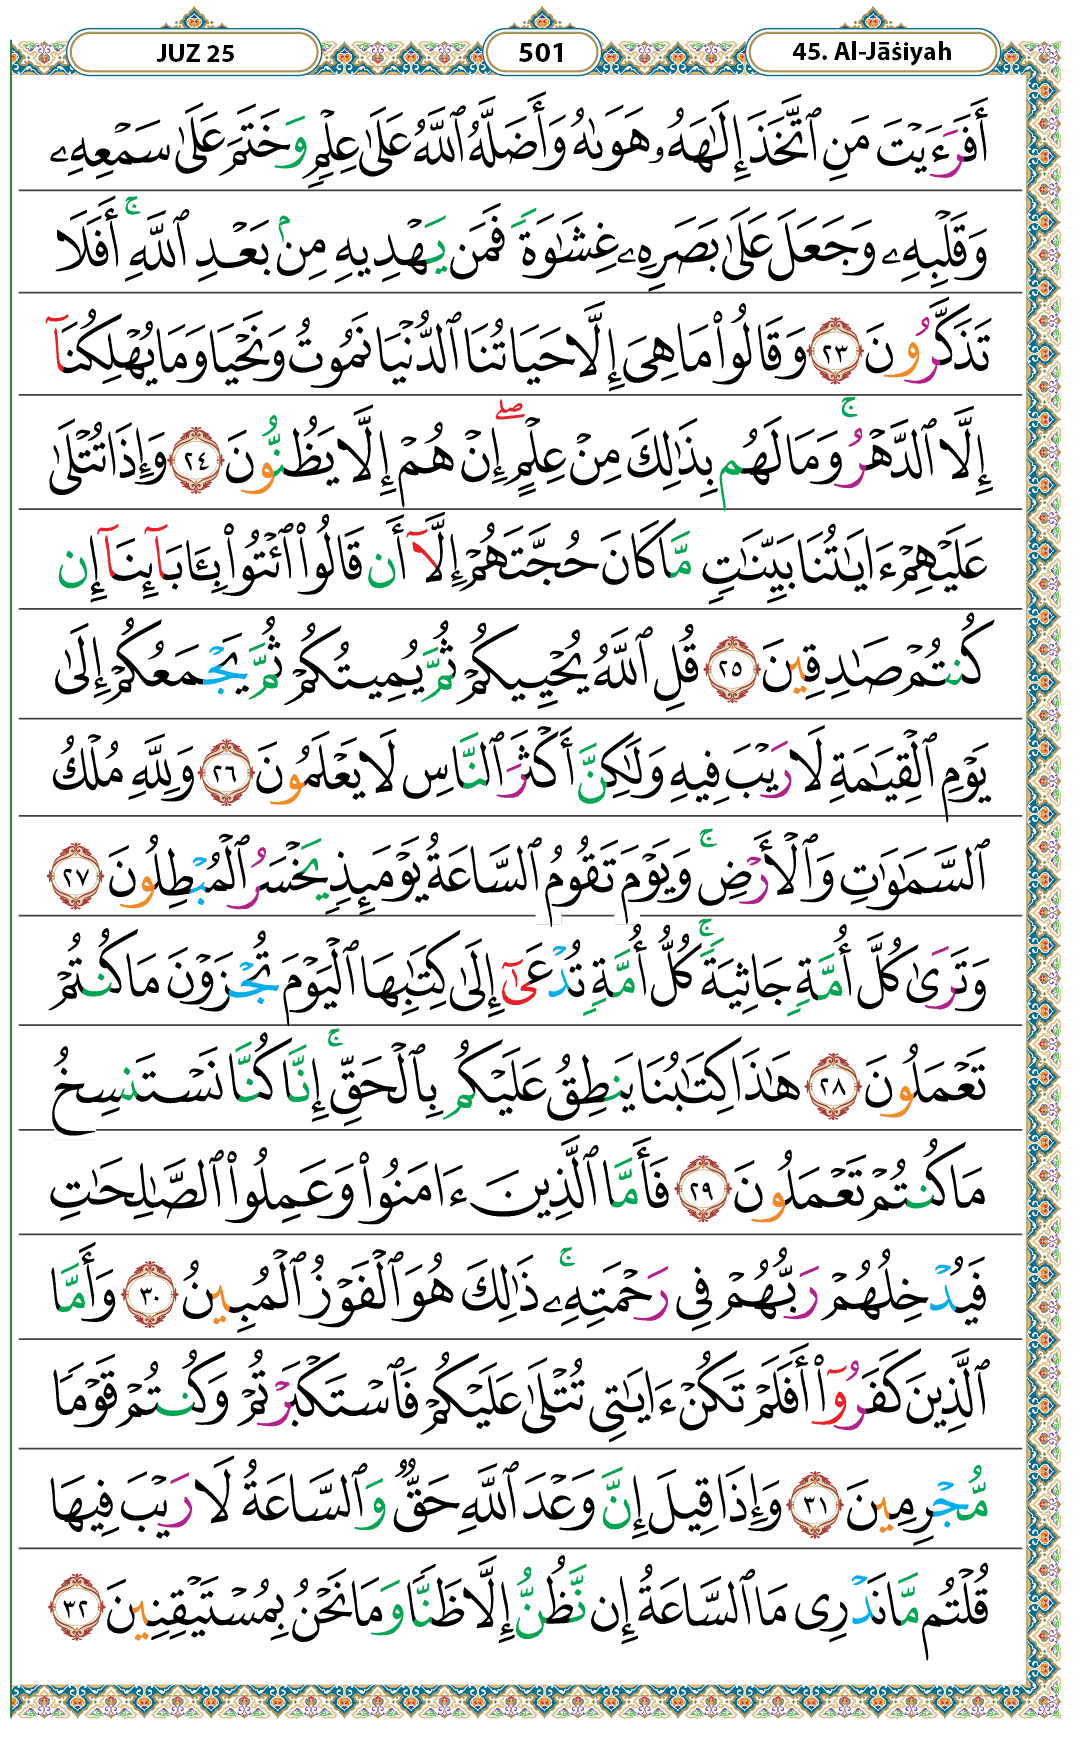 JUZ 25
501
45. Al-Jāṡiyah
أَفَرَءَيْتَ مَنِ ٱتَّخَذَ إِلَٰهَهُۥ هَوَىٰهُ وَأَضَلَّهُ ٱللَّهُ عَلَىٰ عِلْمٍ وَخَتَمَ عَلَىٰ سَمْعِهِۦ
وَقَلْبِهِۦ وَجَعَلَ عَلَىٰ بَصَرِهِۦ غِشَٰوَةً فَمَن يَهْدِيهِ مِنۢ بَعْدِ ٱللَّهِ ۚ أَفَلَا
تَذَكَّرُونَ ٢٣ وَقَالُوا۟ مَا هِىَ إِلَّا حَيَاتُنَا ٱلدُّنْيَا نَمُوتُ وَنَحْيَا وَمَا يُهْلِكُنَآ
إِلَّا ٱلدَّهْرُ ۚ وَمَا لَهُم بِذَٰلِكَ مِنْ عِلْمٍ ۖ إِنْ هُمْ إِلَّا يَظُنُّونَ ٢٤ وَإِذَا تُتْلَىٰ
عَلَيْهِمْ ءَايَٰتُنَا بَيِّنَٰتٍ مَّا كَانَ حُجَّتَهُمْ إِلَّآ أَن قَالُوا۟ ٱئْتُوا۟ بِـَٔابَآئِنَآ إِن
كُنتُمْ صَٰدِقِينَ ٢٥ قُلِ ٱللَّهُ يُحْيِيكُمْ ثُمَّ يُمِيتُكُمْ ثُمَّ يَجْمَعُكُمْ إِلَىٰ
يَوْمِ ٱلْقِيَٰمَةِ لَا رَيْبَ فِيهِ وَلَٰكِنَّ أَكْثَرَ ٱلنَّاسِ لَا يَعْلَمُونَ ٢٦ وَلِلَّهِ مُلْكُ
ٱلسَّمَٰوَٰتِ وَٱلْأَرْضِ ۚ وَيَوْمَ تَقُومُ ٱلسَّاعَةُ يَوْمَئِذٍ يَخْسَرُ ٱلْمُبْطِلُونَ ٢٧
وَتَرَىٰ كُلَّ أُمَّةٍ جَاثِيَةً ۚ كُلُّ أُمَّةٍ تُدْعَىٰٓ إِلَىٰ كِتَٰبِهَا ٱلْيَوْمَ تُجْزَوْنَ مَا كُنتُمْ
تَعْمَلُونَ ٢٨ هَٰذَا كِتَٰبُنَا يَنطِقُ عَلَيْكُم بِٱلْحَقِّ ۚ إِنَّا كُنَّا نَسْتَنسِخُ
مَا كُنتُمْ تَعْمَلُونَ ٢٩ فَأَمَّا ٱلَّذِينَ ءَامَنُوا۟ وَعَمِلُوا۟ ٱلصَّٰلِحَٰتِ
فَيُدْخِلُهُمْ رَبُّهُمْ فِى رَحْمَتِهِۦ ۚ ذَٰلِكَ هُوَ ٱلْفَوْزُ ٱلْمُبِينُ ٣٠ وَأَمَّا
ٱلَّذِينَ كَفَرُوٓا۟ أَفَلَمْ تَكُنْ ءَايَٰتِى تُتْلَىٰ عَلَيْكُمْ فَٱسْتَكْبَرْتُمْ وَكُنتُمْ قَوْمًا
مُّجْرِمِينَ ٣١ وَإِذَا قِيلَ إِنَّ وَعْدَ ٱللَّهِ حَقٌّ وَٱلسَّاعَةُ لَا رَيْبَ فِيهَا
قُلْتُم مَّا نَدْرِى مَا ٱلسَّاعَةُ إِن نَّظُنُّ إِلَّا ظَنًّا وَمَا نَحْنُ بِمُسْتَيْقِنِينَ ٣٢